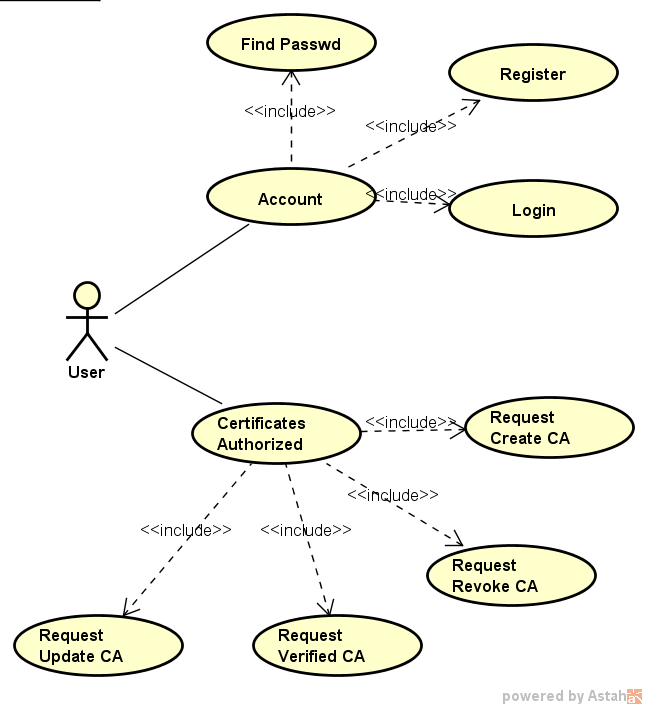 Find Passwd
Register
<<include>>
<<include>>
Account
<<include>>
Login
User
Certificates
Authorized
<<include>>
Request
Create CA
<<include>>
<<include>>
<<include>>
Request
Revoke CA
Request
Update CA
Request
Verified CA
powered by Astah